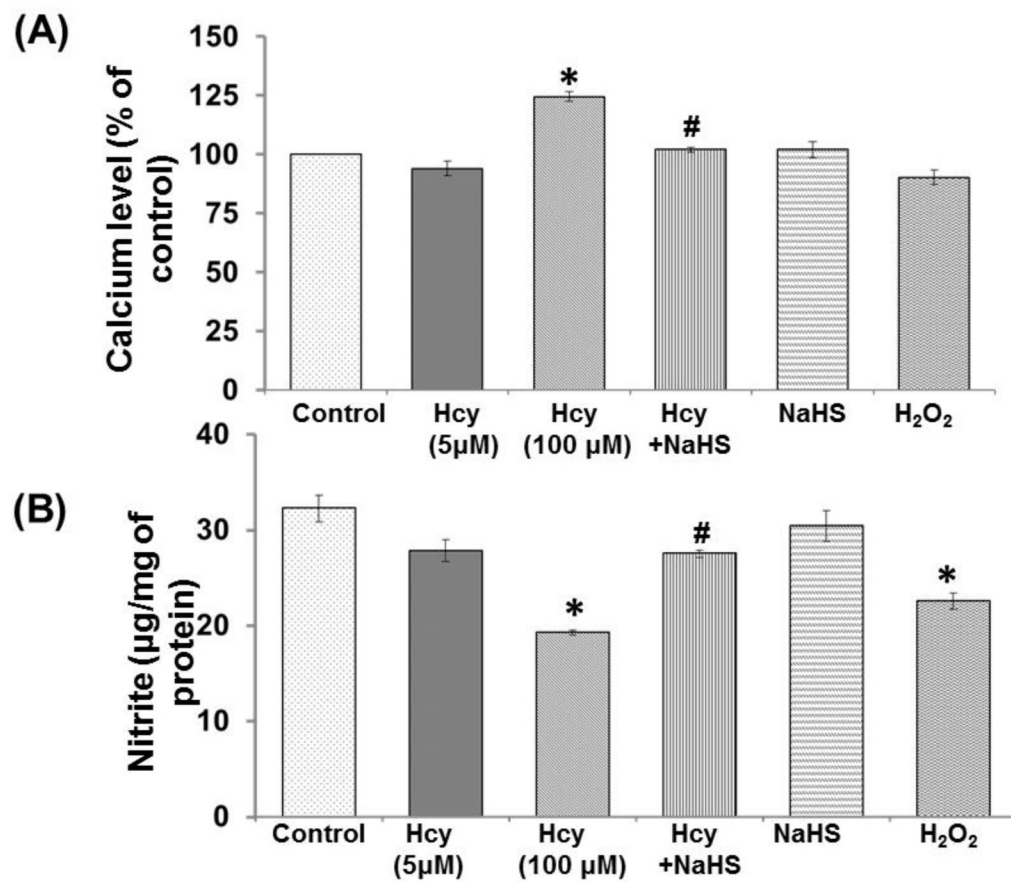 (A)
Calcium level (% of
control)
150
125
100
75
50
25
0
*
#
Control Hcy Hcy Hcy NaHS H₂O₂
(5µM) (100 µM) +NaHS
(B)
Nitrite (µg/mg of
protein)
40
30
20
10
0
*
#
*
Control Hcy Hcy Hcy NaHS H₂O₂
(5µM) (100 µM) +NaHS